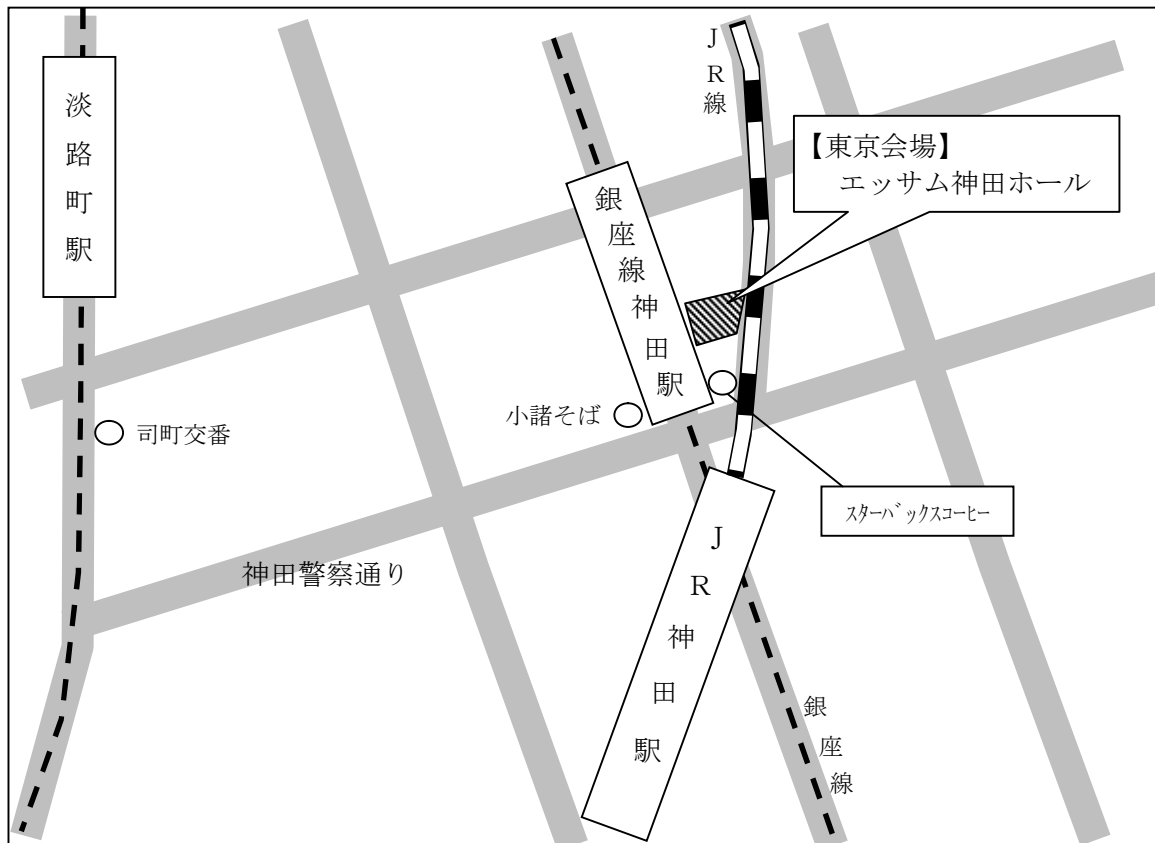 淡路町駅
JR線
【東京会場】
エッサム神田ホール
銀座線神田駅
小諸そば
司町交番
スターバックスコーヒー
神田警察通り
JR神田駅
銀座線